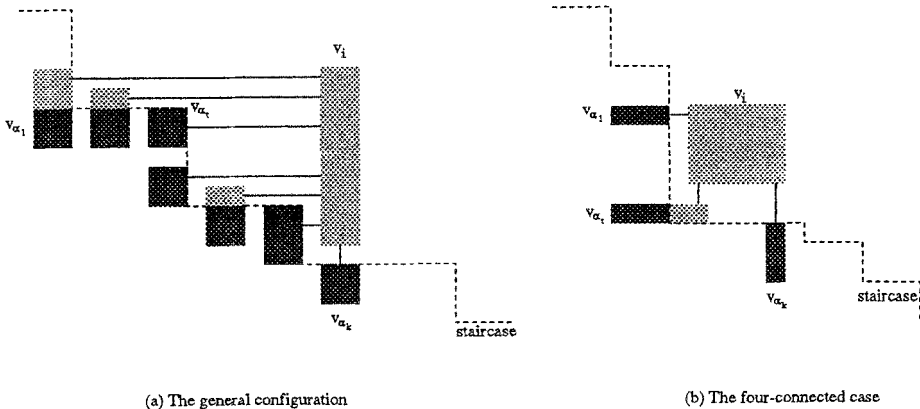 v_i
v_{α_1}
v_{α_t}
v_{α_k}
staircase
(a) The general configuration
v_i
v_{α_1}
v_{α_t}
v_{α_k}
staircase
(b) The four-connected case